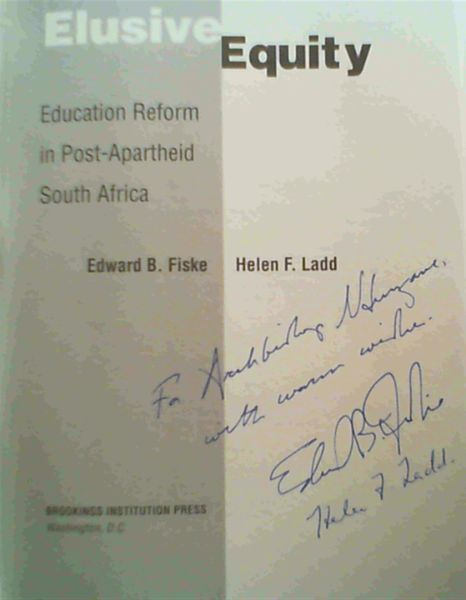 Elusive
Equity
Education Reform
in Post-Apartheid
South Africa
Edward B. Fiske Helen F. Ladd
For Archbishop Ndungane,
with warm wishes.
Edward B. Fiske
Helen F. Ladd.
BROOKINGS INSTITUTION PRESS
Washington, D.C.